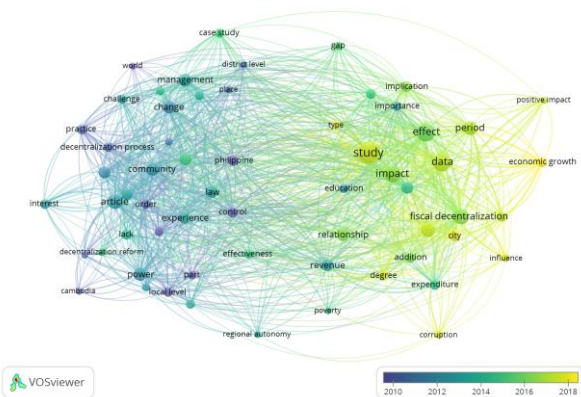 case study
gap
world
district level
management
place
implication
challenge
change
importance
positive impact
practice
type
effect
period
decentralization process
study
data
economic growth
community
philippine
impact
education
interest
article
order
law
control
experience
fiscal decentralization
lack
relationship
city
decentralization reform
effectiveness
addition
influence
power
part
revenue
degree
expenditure
cambodia
local level
poverty
regional autonomy
corruption
VOSviewer
2010 2012 2014 2016 2018